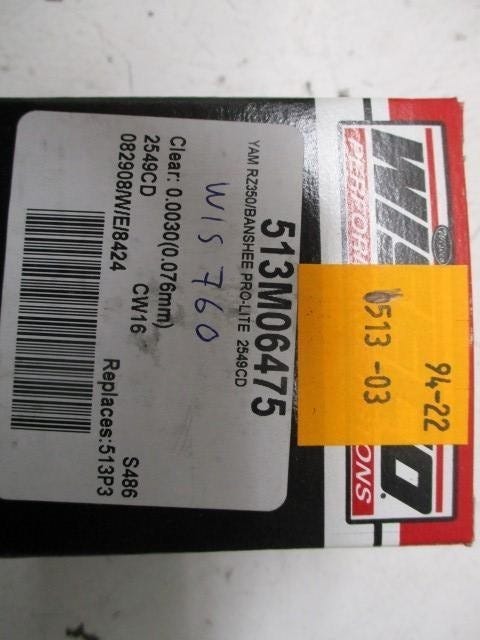 94-22
513-03
513M06475
YAM RZ350/BANSHEE PRO-LITE 2549CD
WIS 760
Clear: 0.0030(0.076mm)
2549CD CW16 S486
082908/W/E/8424 Replaces:513P3